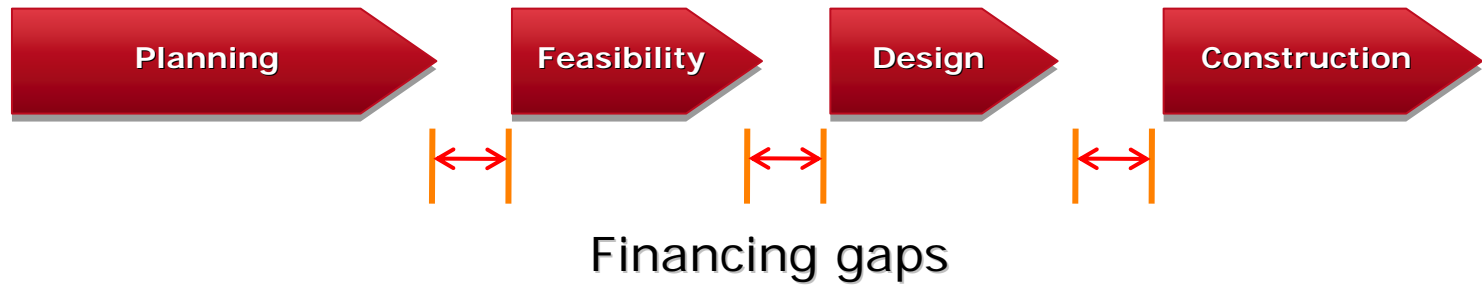 Planning
Feasibility
Design
Construction
Financing gaps